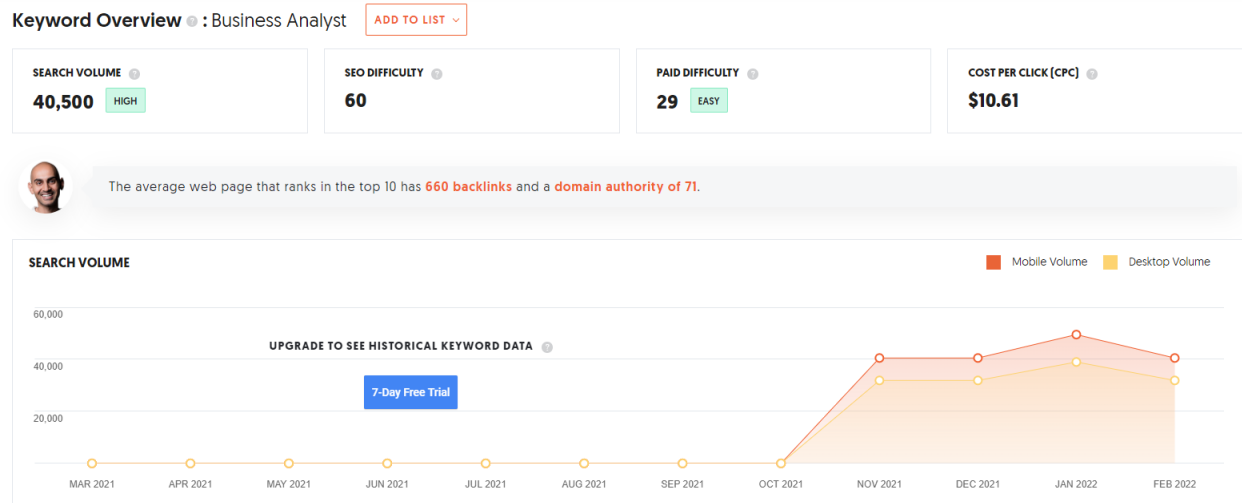 Keyword Overview ? : Business Analyst ADD TO LIST
SEARCH VOLUME ? SEO DIFFICULTY ? PAID DIFFICULTY ? COST PER CLICK (CPC) ?
40,500 HIGH 60 29 EASY $10.61
The average web page that ranks in the top 10 has 660 backlinks and a domain authority of 71.
SEARCH VOLUME Mobile Volume Desktop Volume
60,000
UPGRADE TO SEE HISTORICAL KEYWORD DATA ?
40,000
7-Day Free Trial
20,000
MAR 2021 APR 2021 MAY 2021 JUN 2021 JUL 2021 AUG 2021 SEP 2021 OCT 2021 NOV 2021 DEC 2021 JAN 2022 FEB 2022